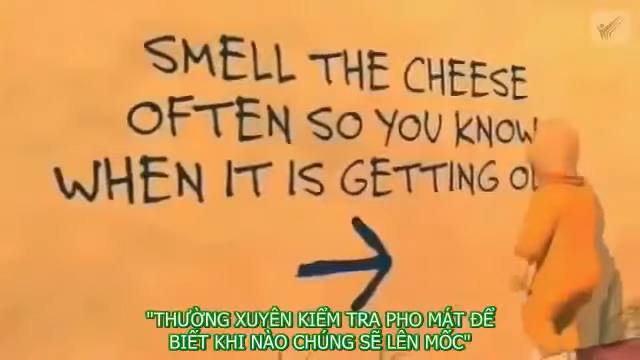 SMELL THE CHEESE
OFTEN SO YOU KNOW
WHEN IT IS GETTING
"THƯỜNG XUYÊN KIỂM TRA PHO MÁT ĐỂ
BIẾT KHI NÀO CHÚNG SẼ LÊN MỐC"